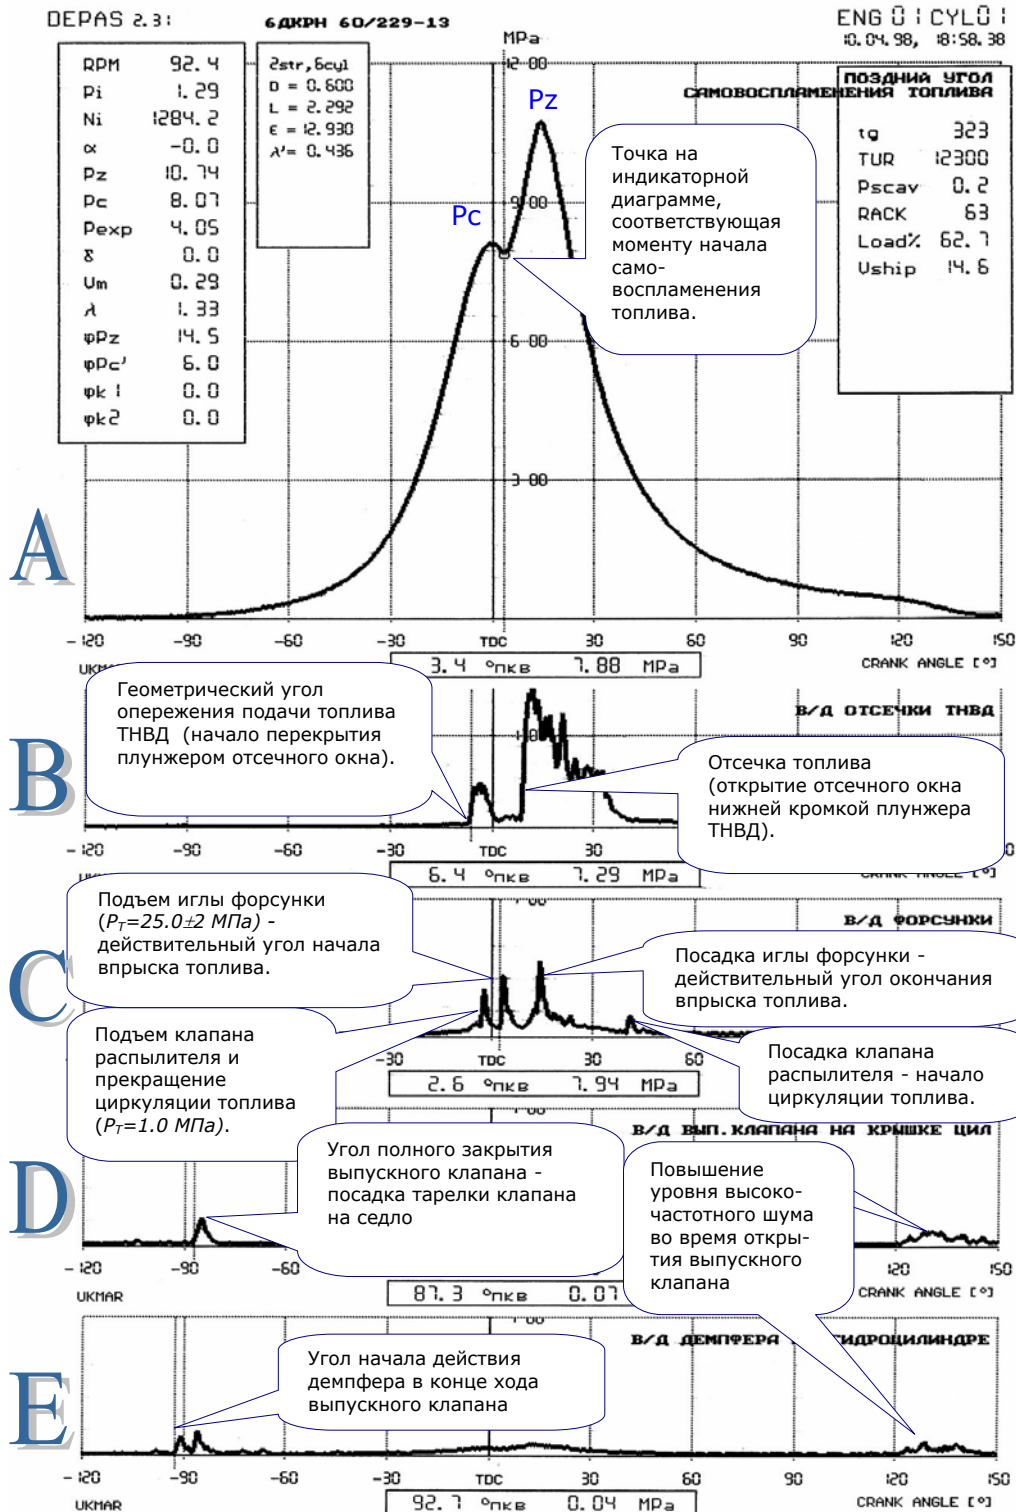 DEPAS 2.31
6ДКРН 60/229-13
ENG 01 CYL01
10.04.98, 18:58.38
RPM 92.4
Pi 1.29
Ni 1284.2
α -0.0
Pz 10.74
Pc 8.07
Pexp 4.05
δ 0.0
Um 0.29
λ 1.33
φPz 14.5
φPc' 6.0
φk1 0.0
φk2 0.0
2str,6cyl
D = 0.600
L = 2.292
ε = 12.930
λ'= 0.436
MPa
12.00
9.00
6.00
3.00
Pc
Pz
ПОЗДНИЙ УГОЛ
САМОВОСПЛАМЕНЕНИЯ ТОПЛИВА
tg 323
TUR 12300
Pscav 0.2
RACK 63
Load% 62.7
Vship 14.6
Точка на
индикаторной
диаграмме,
соответствующая
моменту начала
само-
воспламенения
топлива.
A
-120 -90 -60 -30 TDC 30 60 90 120 150
UKMAR
CRANK ANGLE [°]
3.4 °пкв 7.88 MPa
B
Геометрический угол
опережения подачи топлива
ТНВД (начало перекрытия
плунжером отсечного окна).
В/Д ОТСЕЧКИ ТНВД
1.0
Отсечка топлива
(открытие отсечного окна
нижней кромкой плунжера
ТНВД).
-120 -90 -60 -30 TDC 30
CRANK ANGLE [°]
6.4 °пкв 7.29 MPa
C
Подъем иглы форсунки
(PT=25.0±2 МПа) -
действительный угол начала
впрыска топлива.
1.00
В/Д ФОРСУНКИ
Посадка иглы форсунки -
действительный угол окончания
впрыска топлива.
Подъем клапана
распылителя и
прекращение
циркуляции топлива
(PT=1.0 МПа).
Посадка клапана
распылителя - начало
циркуляции топлива.
-30 TDC 30 60
2.6 °пкв 7.94 MPa
D
1.00
В/Д ВЫП.КЛАПАНА НА КРЫШКЕ ЦИЛ
Угол полного закрытия
выпускного клапана -
посадка тарелки клапана
на седло
Повышение
уровня высоко-
частотного шума
во время откры-
тия выпускного
клапана
-120 -90 -60 120 150
UKMAR
CRANK ANGLE [°]
87.3 °пкв 0.07
E
1.00
В/Д ДЕМПФЕРА ГИДРОЦИЛИНДРЕ
Угол начала действия
демпфера в конце хода
выпускного клапана
-120 -90 -60 -30 TDC 30 60 90 120 150
UKMAR
CRANK ANGLE [°]
92.7 °пкв 0.04 MPa